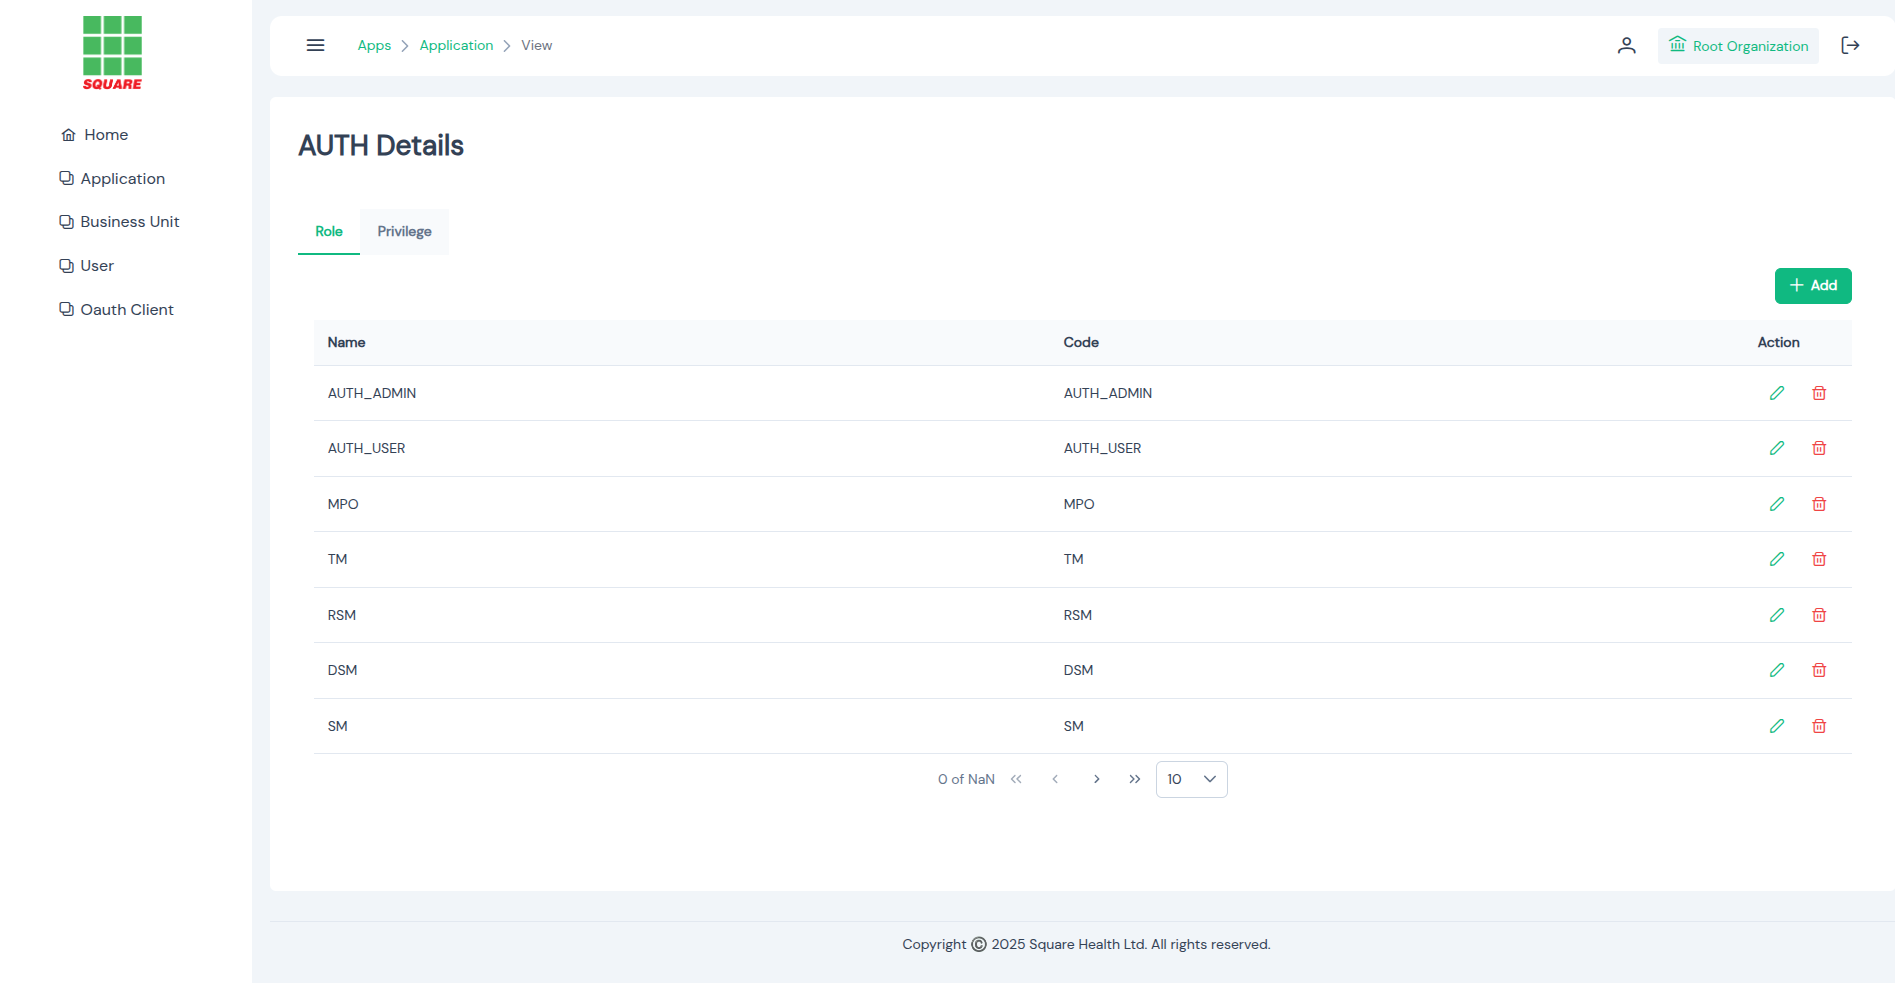 SQUARE
Home
Application
Business Unit
User
Oauth Client
Apps Application View
Root Organization
AUTH Details
Role Privilege
Add
Name Code Action
AUTH_ADMIN AUTH_ADMIN
AUTH_USER AUTH_USER
MPO MPO
TM TM
RSM RSM
DSM DSM
SM SM
0 of NaN 10
Copyright © 2025 Square Health Ltd. All rights reserved.